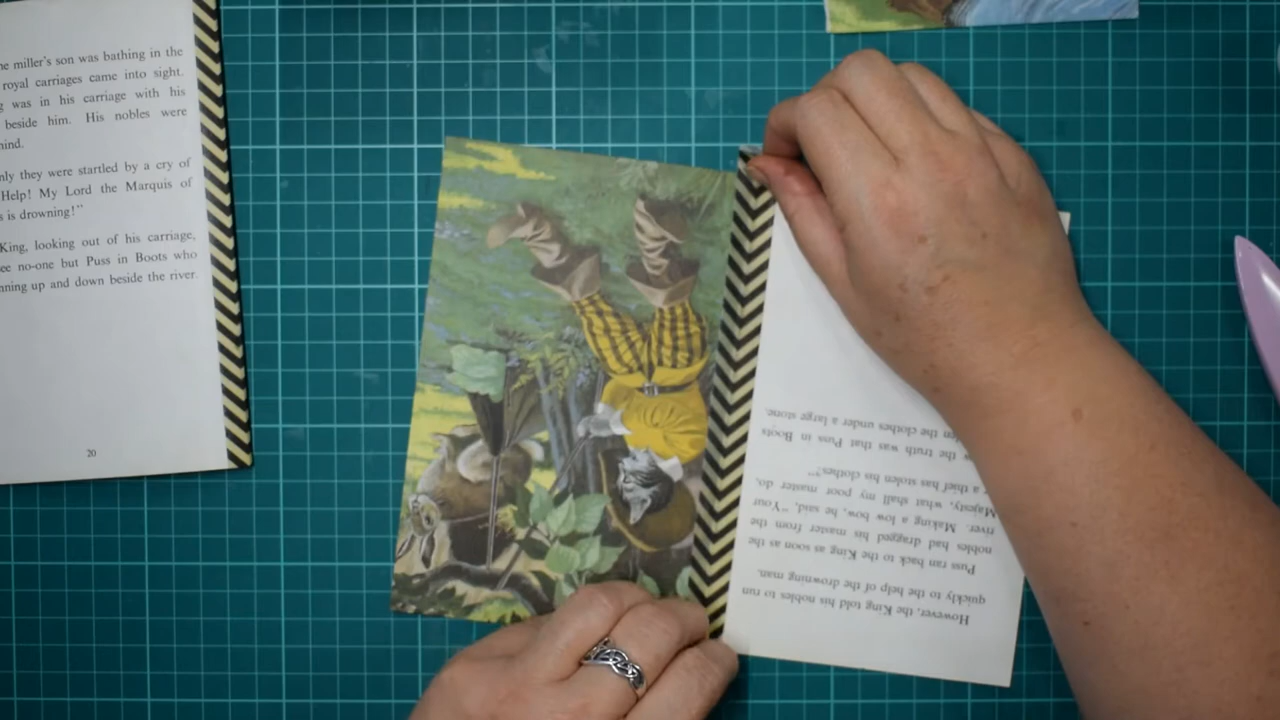 he miller's son was bathing in the
royal carriages came into sight.
g was in his carriage with his
beside him. His nobles were
hind.
nly they were startled by a cry of
Help! My Lord the Marquis of
s is drowning!"
King, looking out of his carriage,
ee no-one but Puss in Boots who
nning up and down beside the river.
20
However, the King told his nobles to run
quickly to the help of the drowning man.
Puss ran back to the King as soon as the
nobles had dragged his master from the
river. Making a low bow, he said, "Your
Majesty, what shall my poor master do,
a thief has stolen his clothes?"
the truth was that Puss in Boots
the clothes under a large stone.